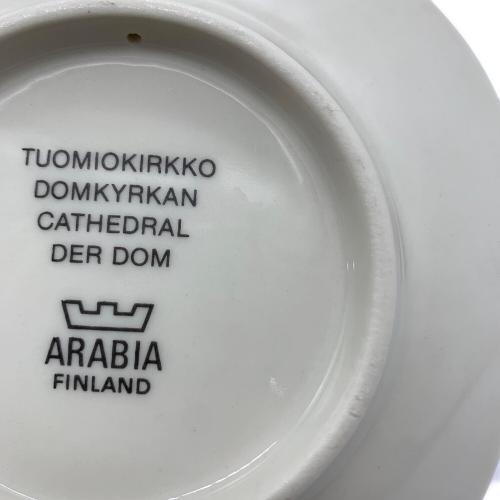 TUOMIOKIRKKO
DOMKYRKAN
CATHEDRAL
DER DOM
ARABIA
FINLAND